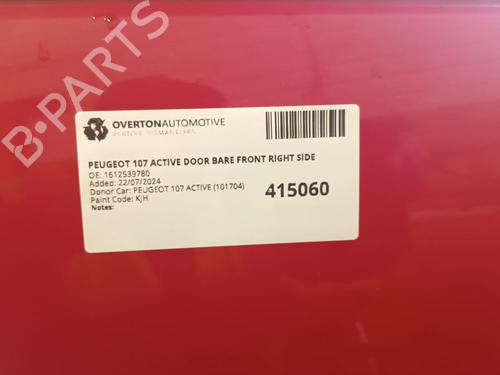 B-PARTS
OVERTONAUTOMOTIVE
VEHICLE DISMANTLERS
PEUGEOT 107 ACTIVE DOOR BARE FRONT RIGHT SIDE
OE: 1612539780
Added: 22/07/2024
Donor Car: PEUGEOT 107 ACTIVE (101704)
Paint Code: KJH
Notes:
415060